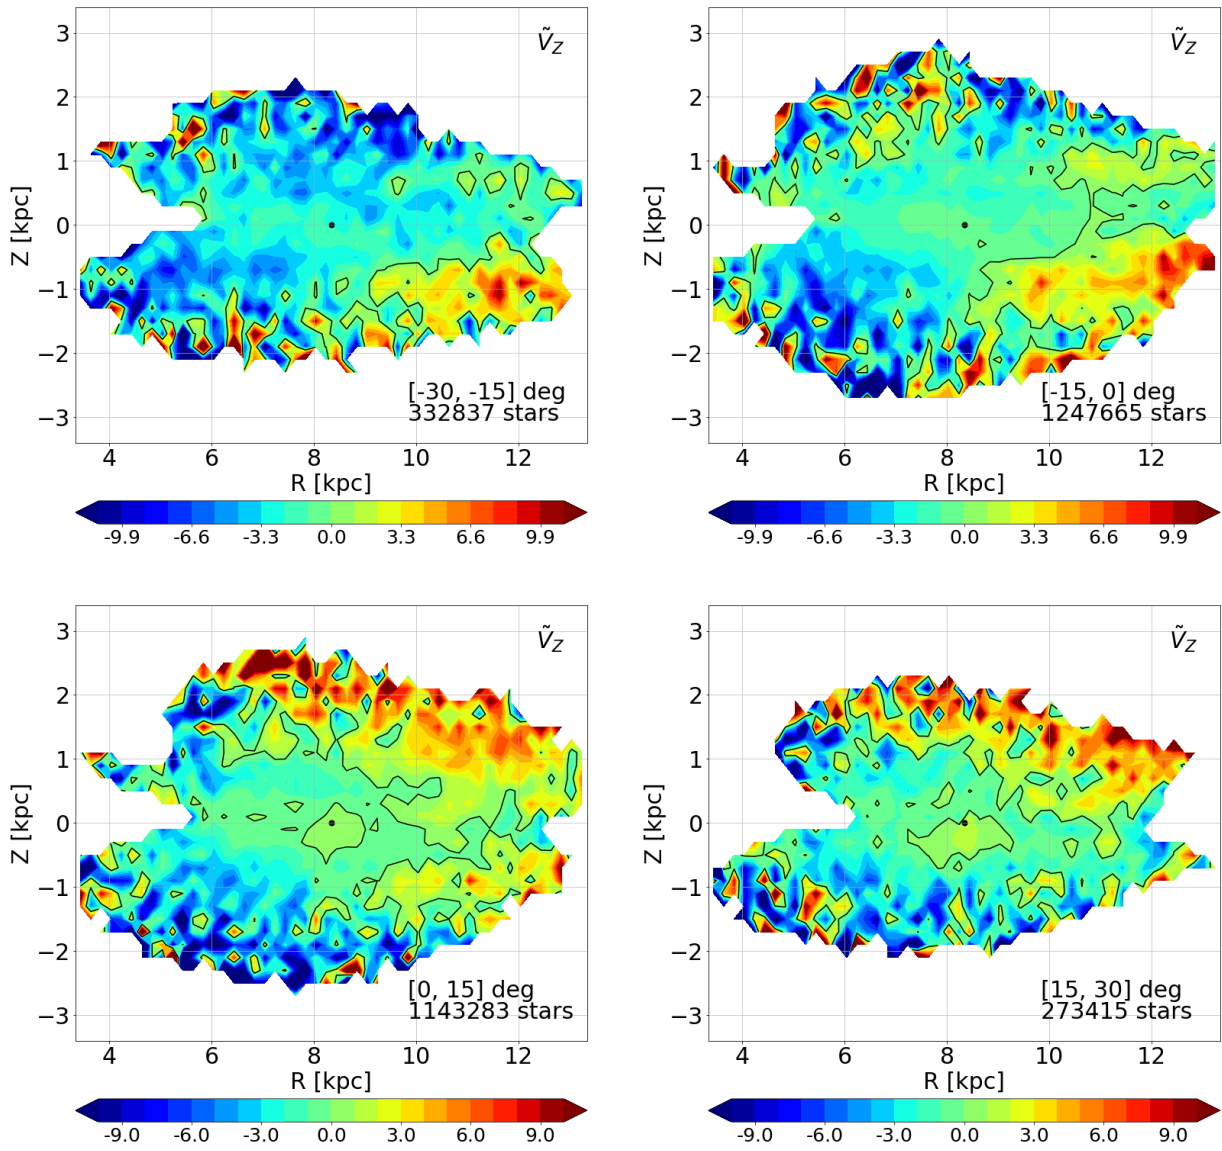 Ṽ_Z
Z [kpc]
3
2
1
0
−1
−2
−3
[-30, -15] deg
332837 stars
4 6 8 10 12
R [kpc]
-9.9 -6.6 -3.3 0.0 3.3 6.6 9.9
Ṽ_Z
Z [kpc]
3
2
1
0
−1
−2
−3
[-15, 0] deg
1247665 stars
4 6 8 10 12
R [kpc]
-9.9 -6.6 -3.3 0.0 3.3 6.6 9.9
Ṽ_Z
Z [kpc]
3
2
1
0
−1
−2
−3
[0, 15] deg
1143283 stars
4 6 8 10 12
R [kpc]
-9.0 -6.0 -3.0 0.0 3.0 6.0 9.0
Ṽ_Z
Z [kpc]
3
2
1
0
−1
−2
−3
[15, 30] deg
273415 stars
4 6 8 10 12
R [kpc]
-9.0 -6.0 -3.0 0.0 3.0 6.0 9.0